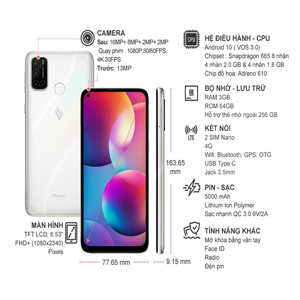 CAMERA
Sau: 16MP+ 8MP+ 2MP+ 2MP
Quay phim : 1080P 30/60FPS,
4K 30FPS
Trước: 13MP
163.65
mm
MÀN HÌNH
TFT LCD; 6.53"
FHD+ (1080x2340)
Pixels
77.65 mm
9.15 mm
HỆ ĐIỀU HÀNH - CPU
Android 10 ( VOS 3.0)
Chipset : Snapdragon 665 8 nhân
4 nhân 2.0 GHz & 4 nhân 1.8 GHz
Chip đồ họa: Adreno 610
BỘ NHỚ - LƯU TRỮ
RAM 3GB
ROM 64GB
Hỗ trợ thẻ nhớ ngoài 256 GB
KẾT NỐI
2 SIM Nano
4G
LTE
Wifi; Bluetooth; GPS; OTG
USB Type C
Jack 3.5mm
PIN - SẠC
5000 mAh
Lithium Ion Polymer
Sạc nhanh QC 3.0 9V/2A
TÍNH NĂNG KHÁC
Mở khóa bằng vân tay
Face ID
Radio
Đèn pin